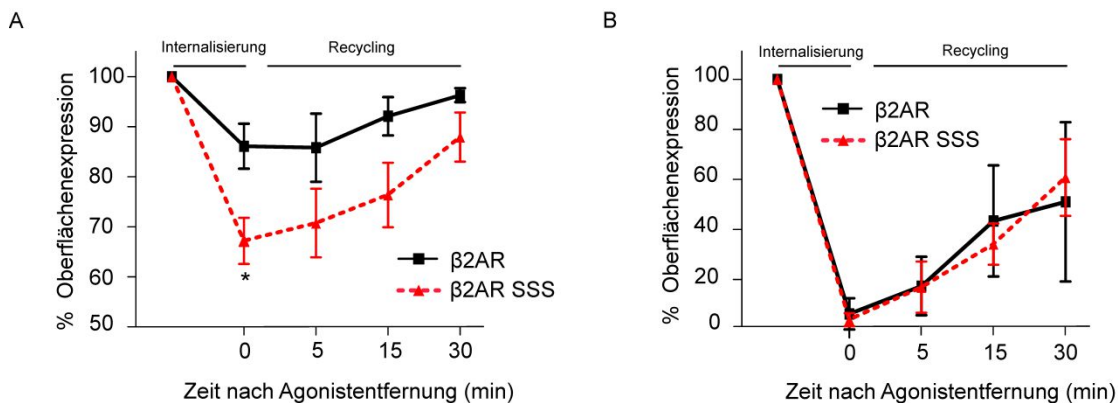 A
Internalisierung Recycling
% Oberflächenexpression
100
90
80
70
60
50
β2AR
β2AR SSS
*
0 5 15 30
Zeit nach Agonistentfernung (min)
B
Internalisierung Recycling
% Oberflächenexpression
100
80
60
40
20
0
β2AR
β2AR SSS
0 5 15 30
Zeit nach Agonistentfernung (min)